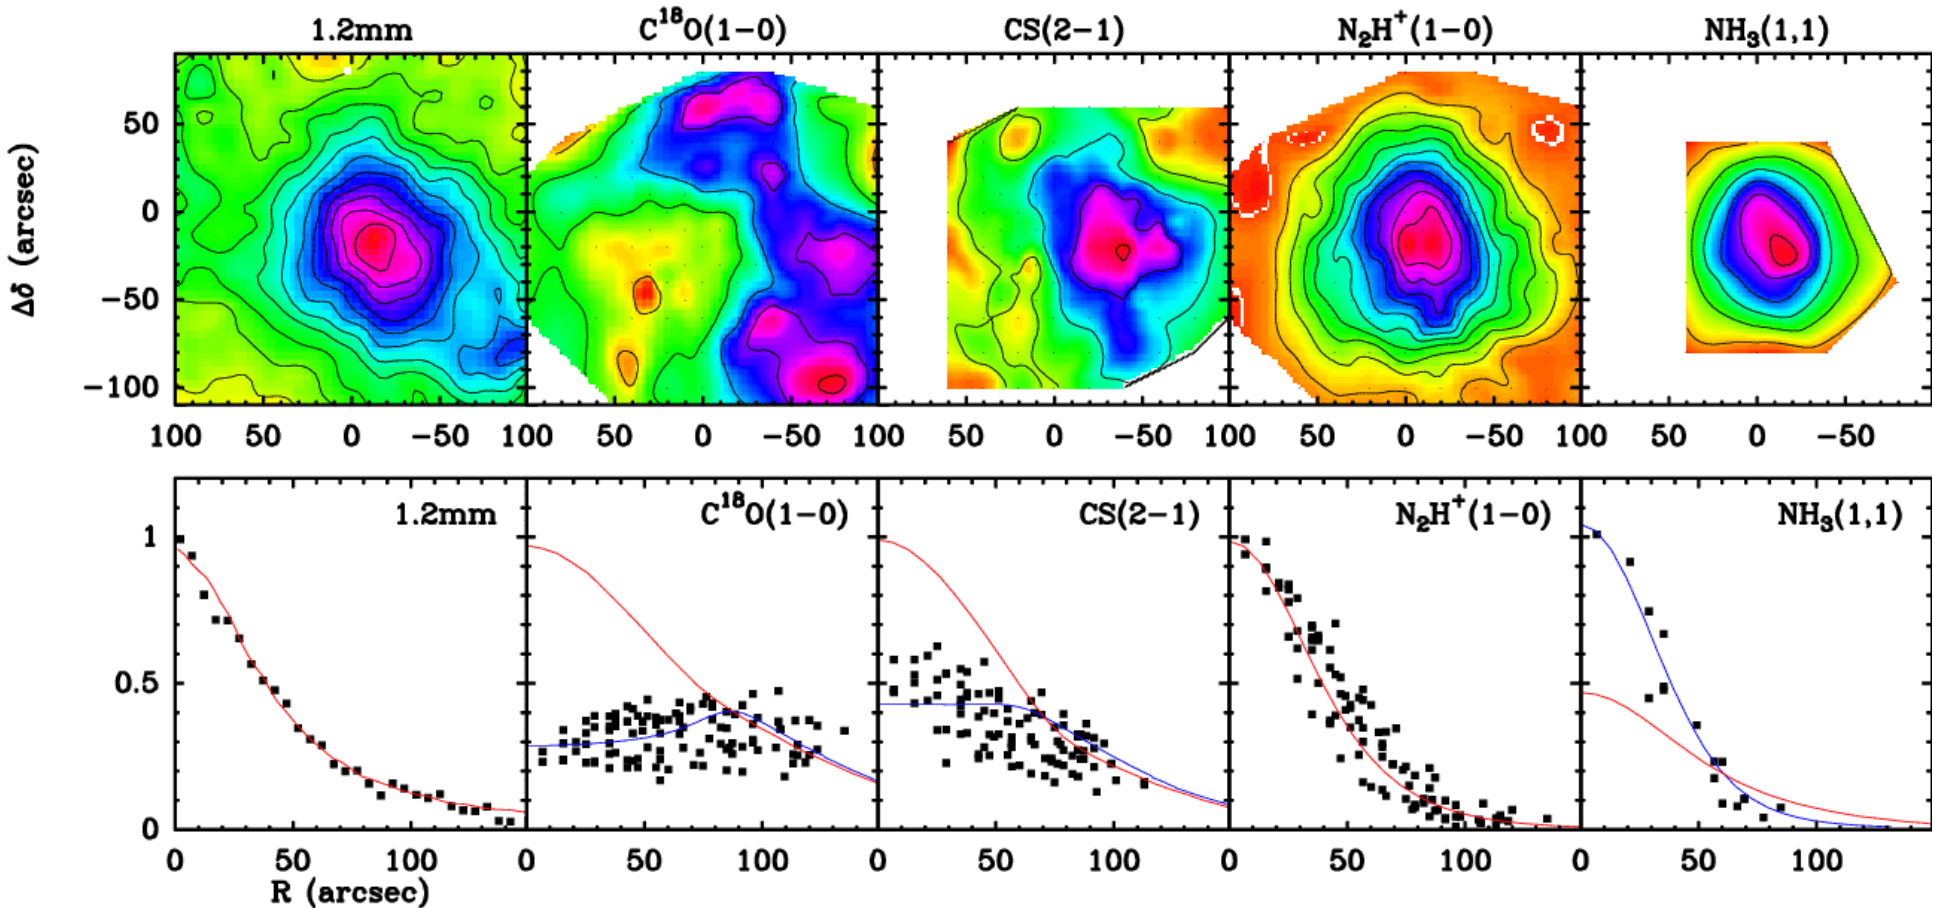 1.2mm C¹⁸O(1−0) CS(2−1) N₂H⁺(1−0) NH₃(1,1)
50
0
−50
−100
Δδ (arcsec)
100 50 0 −50 100 50 0 −50 100 50 0 −50 100 50 0 −50 100 50 0 −50
1.2mm C¹⁸O(1−0) CS(2−1) N₂H⁺(1−0) NH₃(1,1)
1
0.5
0
0 50 100 0 50 100 0 50 100 0 50 100 0 50 100
R (arcsec)